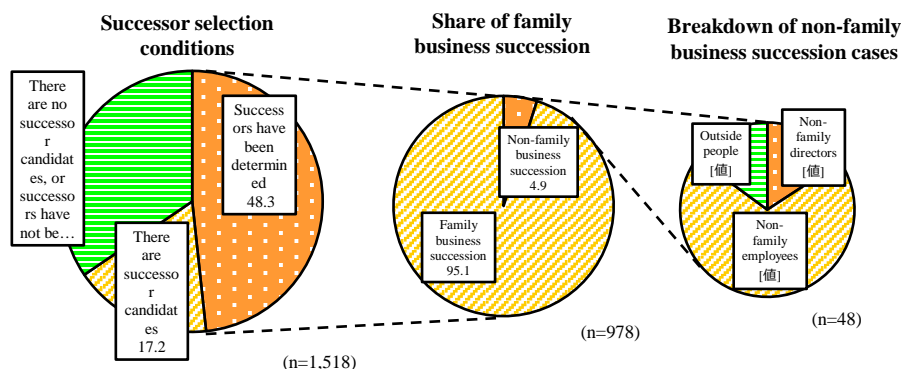 Successor selection
conditions
Share of family
business succession
Breakdown of non-family
business succession cases
There
are no
successo
r
candidat
es, or
successo
rs have
not be…
Success
ors have
been
determin
ed
48.3
There
are
successo
r
candidat
es
17.2
(n=1,518)
Non-family
business
succession
4.9
Family
business
succession
95.1
(n=978)
Outside
people
[値]
Non-
family
directors
[値]
Non-
family
employees
[値]
(n=48)